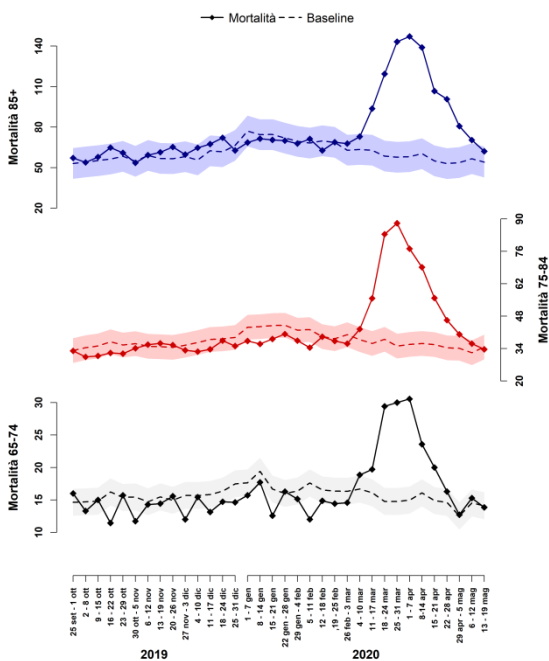 Mortalità Baseline
Mortalità 85+
140
110
80
50
20
Mortalità 75-84
90
76
62
48
34
20
Mortalità 65-74
30
25
20
15
10
25 set - 1 ott
2 - 8 ott
9 - 15 ott
16 - 22 ott
23 - 29 ott
30 ott - 5 nov
6 - 12 nov
13 - 19 nov
20 - 26 nov
27 nov - 3 dic
4 - 10 dic
11 - 17 dic
18 - 24 dic
25 - 31 dic
1 - 7 gen
8 - 14 gen
15 - 21 gen
22 gen - 28 gen
29 gen - 4 feb
5 - 11 feb
12 - 18 feb
.19 - 25 feb
26 feb - 3 mar
4 - 10 mar
11 - 17 mar
18 - 24 mar
25 - 31 mar
1 - 7 apr
8-14 apr
15-21 apr
22 - 28 apr
29 apr - 5 mag
6 - 12 mag
13 - 19 mag
2019 2020